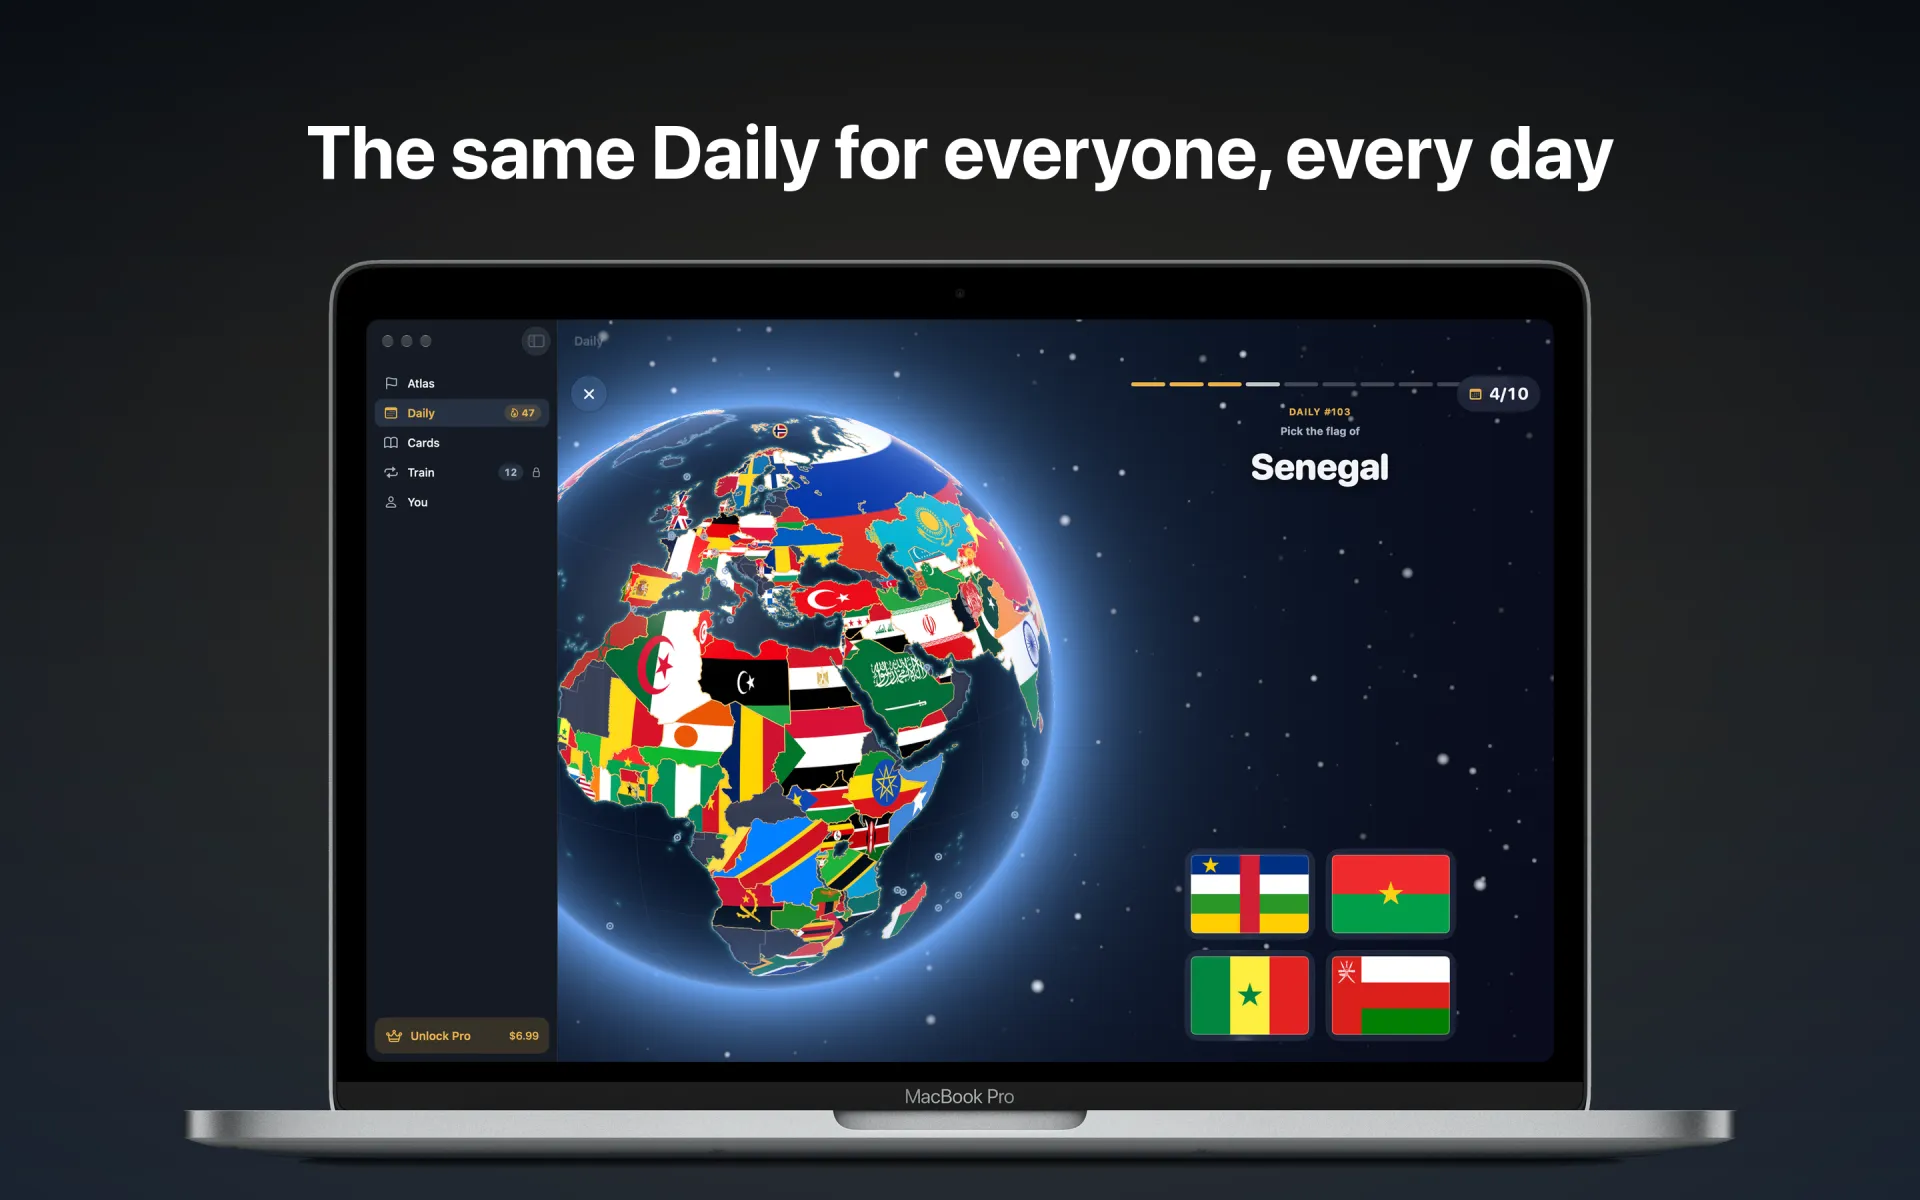 The same Daily for everyone, every day
Daily
Atlas
Daily 47
Cards
Train 12
You
Unlock Pro $6.99
4/10
DAILY #103
Pick the flag of
Senegal
MacBook Pro